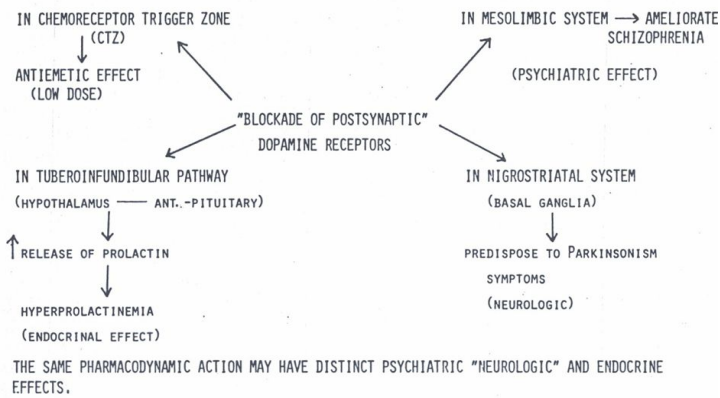 IN CHEMORECEPTOR TRIGGER ZONE
(CTZ)
ANTIEMETIC EFFECT
(LOW DOSE)
IN MESOLIMBIC SYSTEM → AMELIORATE
SCHIZOPHRENIA
(PSYCHIATRIC EFFECT)
"BLOCKADE OF POSTSYNAPTIC"
DOPAMINE RECEPTORS
IN TUBEROINFUNDIBULAR PATHWAY
(HYPOTHALAMUS — ANT.-PITUITARY)
↑ RELEASE OF PROLACTIN
HYPERPROLACTINEMIA
(ENDOCRINAL EFFECT)
IN NIGROSTRIATAL SYSTEM
(BASAL GANGLIA)
PREDISPOSE TO PARKINSONISM
SYMPTOMS
(NEUROLOGIC)
THE SAME PHARMACODYNAMIC ACTION MAY HAVE DISTINCT PSYCHIATRIC "NEUROLOGIC" AND ENDOCRINE
EFFECTS.